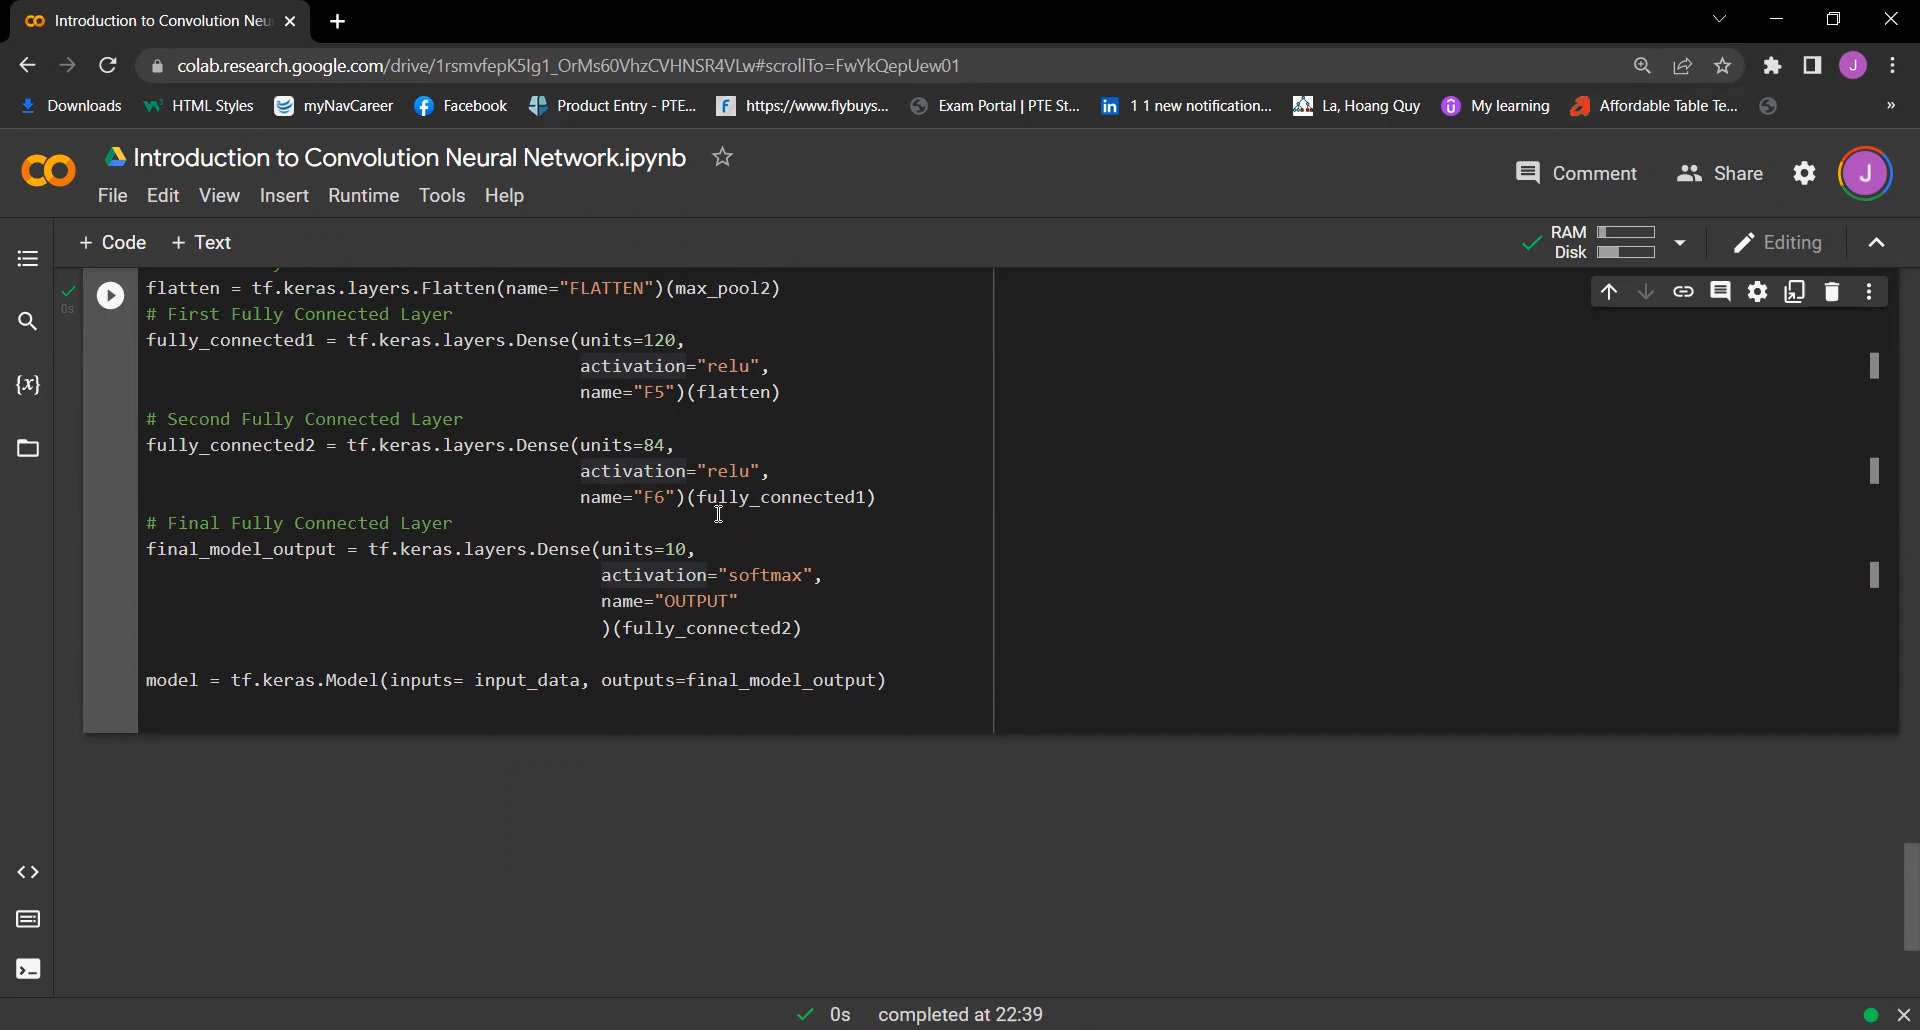 Introduction to Convolution Neu
colab.research.google.com/drive/1rsmvfepK5lg1_OrMs60VhzCVHNSR4VLw#scrollTo=FwYkQepUew01
J
Downloads HTML Styles myNavCareer Facebook Product Entry - PTE... https://www.flybuys... Exam Portal | PTE St... 1 1 new notification... La, Hoang Quy My learning Affordable Table Te... »
Introduction to Convolution Neural Network.ipynb
Comment Share J
File Edit View Insert Runtime Tools Help
+ Code + Text
RAM
Disk
Editing
0s
flatten = tf.keras.layers.Flatten(name="FLATTEN")(max_pool2)
# First Fully Connected Layer
fully_connected1 = tf.keras.layers.Dense(units=120,
activation="relu",
name="F5")(flatten)
# Second Fully Connected Layer
fully_connected2 = tf.keras.layers.Dense(units=84,
activation="relu",
name="F6")(fully_connected1)
# Final Fully Connected Layer
final_model_output = tf.keras.layers.Dense(units=10,
activation="softmax",
name="OUTPUT"
)(fully_connected2)
model = tf.keras.Model(inputs= input_data, outputs=final_model_output)
0s completed at 22:39